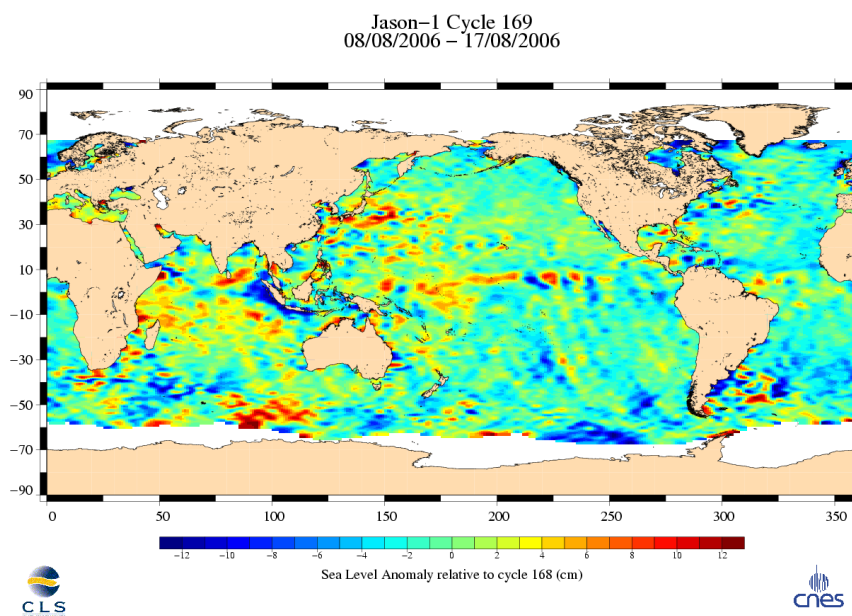 Jason−1 Cycle 169
08/08/2006 − 17/08/2006
90
70
50
30
10
−10
−30
−50
−70
−90
0 50 100 150 200 250 300 350
−12 −10 −8 −6 −4 −2 0 2 4 6 8 10 12
Sea Level Anomaly relative to cycle 168 (cm)
CLS
cnes